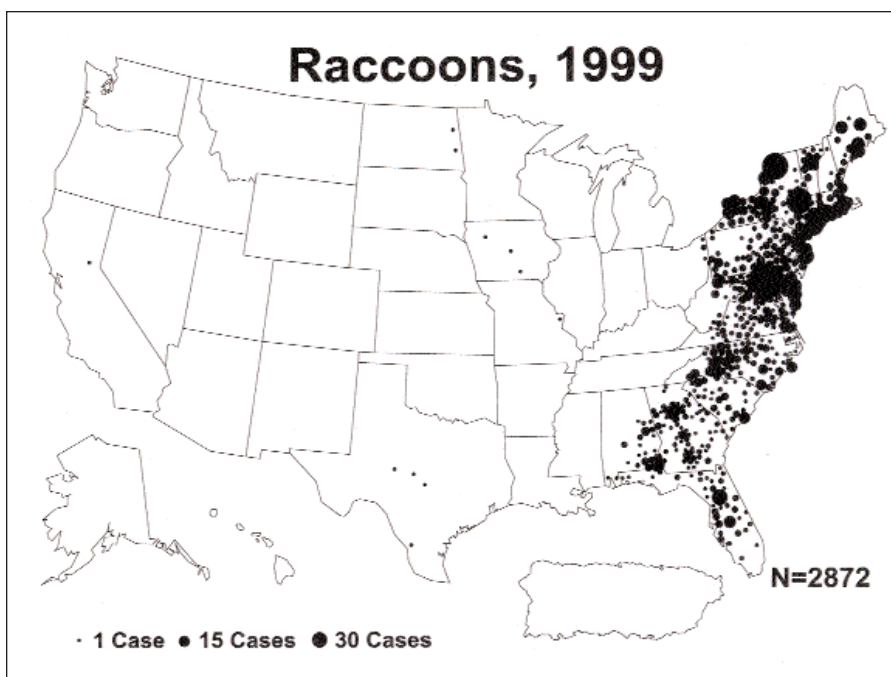 Raccoons, 1999
N=2872
· 1 Case ● 15 Cases ● 30 Cases